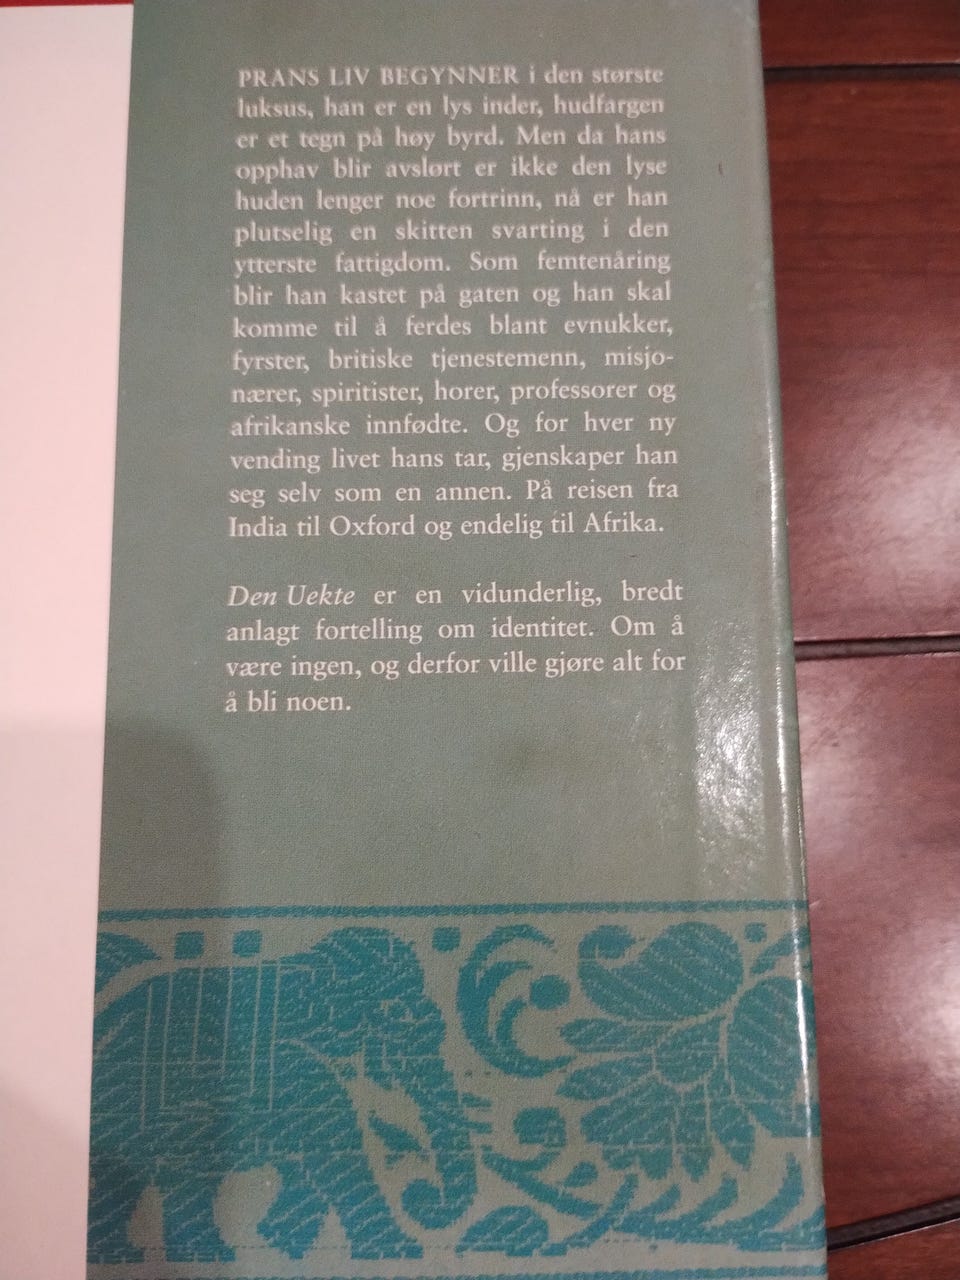 PRANS LIV BEGYNNER i den største
luksus, han er en lys inder, hudfargen
er et tegn på høy byrd. Men da hans
opphav blir avslørt er ikke den lyse
huden lenger noe fortrinn, nå er han
plutselig en skitten svarting i den
ytterste fattigdom. Som femtenåring
blir han kastet på gaten og han skal
komme til å ferdes blant evnukker,
fyrster, britiske tjenestemenn, misjo-
nærer, spiritister, horer, professorer og
afrikanske innfødte. Og for hver ny
vending livet hans tar, gjenskaper han
seg selv som en annen. På reisen fra
India til Oxford og endelig til Afrika.
Den Uekte er en vidunderlig, bredt
anlagt fortelling om identitet. Om å
være ingen, og derfor ville gjøre alt for
å bli noen.